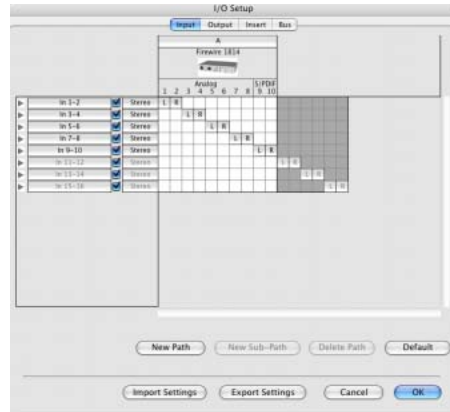 I/O Setup
Input Output Insert Bus
A
Firewire 1814
Analog S/PDIF
1 2 3 4 5 6 7 8 9 10
In 1-2 Stereo L R
In 3-4 Stereo L R
In 5-6 Stereo L R
In 7-8 Stereo L R
In 9-10 Stereo L R
In 11-12 Stereo L R
In 13-14 Stereo L R
In 15-16 Stereo L R
New Path New Sub-Path Delete Path Default
Import Settings Export Settings Cancel OK